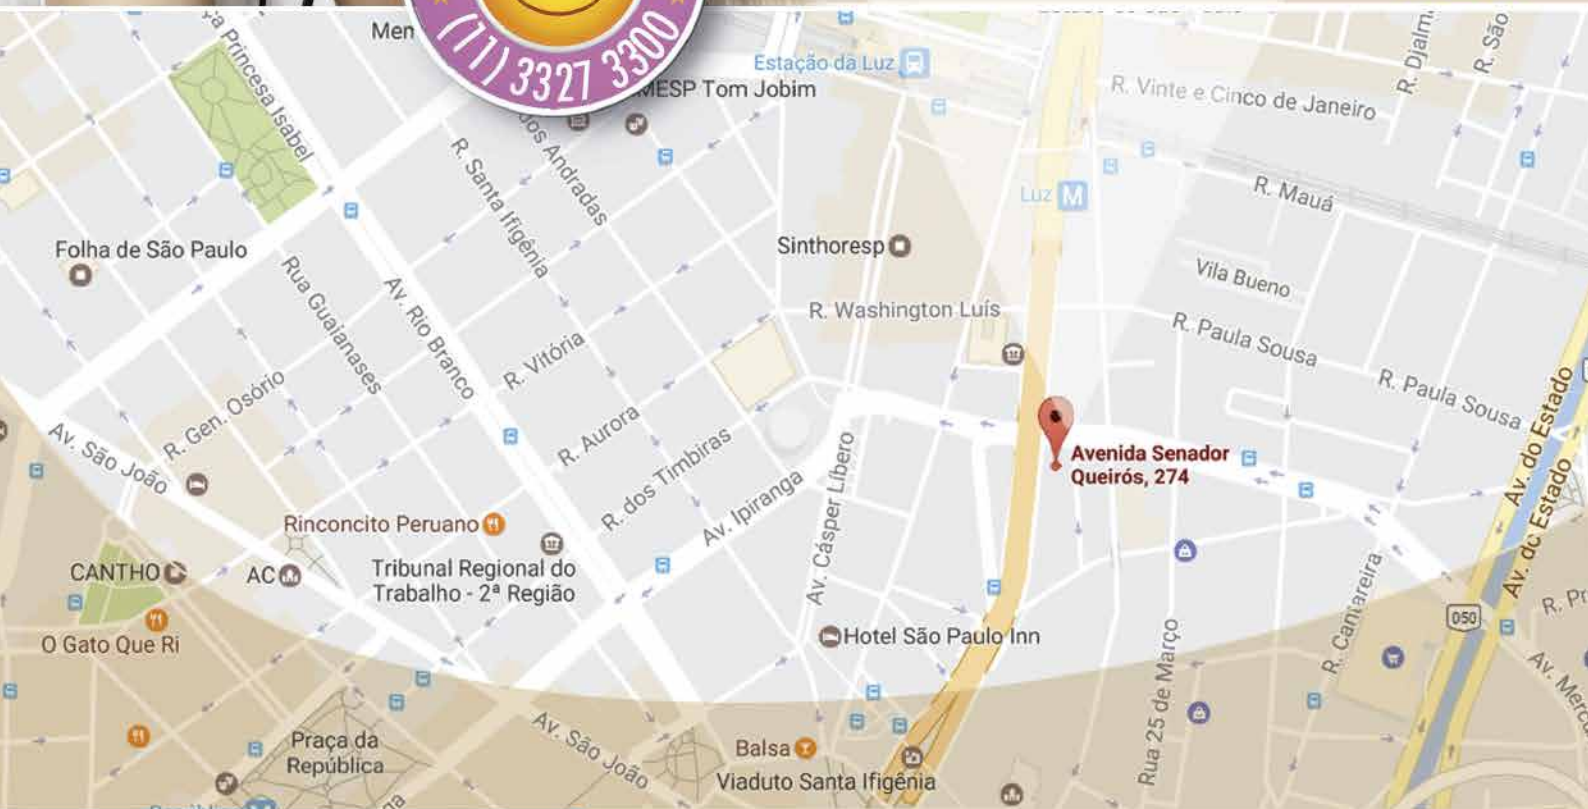 (11) 3327 3300
Estação da Luz
EMESP Tom Jobim
R. Vinte e Cinco de Janeiro
R. Djalma
R. São
Princesa Isabel
R. Santa Ifigênia
dos Andradas
Luz M
R. Mauá
Folha de São Paulo
Sinthoresp
Vila Bueno
Rua Guaianases
Av. Rio Branco
R. Washington Luís
R. Vitória
R. Paula Sousa
R. Paula Sousa
R. Gen. Osório
R. Aurora
Av. São João
R. dos Timbiras
Av. Ipiranga
Av. Cásper Líbero
Avenida Senador
Queirós, 274
Av. do Estado
Av. do Estado
Rinconcito Peruano
CANTHO
AC
Tribunal Regional do
Trabalho - 2ª Região
O Gato Que Ri
Hotel São Paulo Inn
R. Cantareira
050
Rua 25 de Março
Praça da
República
Av. São João
Balsa
Viaduto Santa Ifigênia